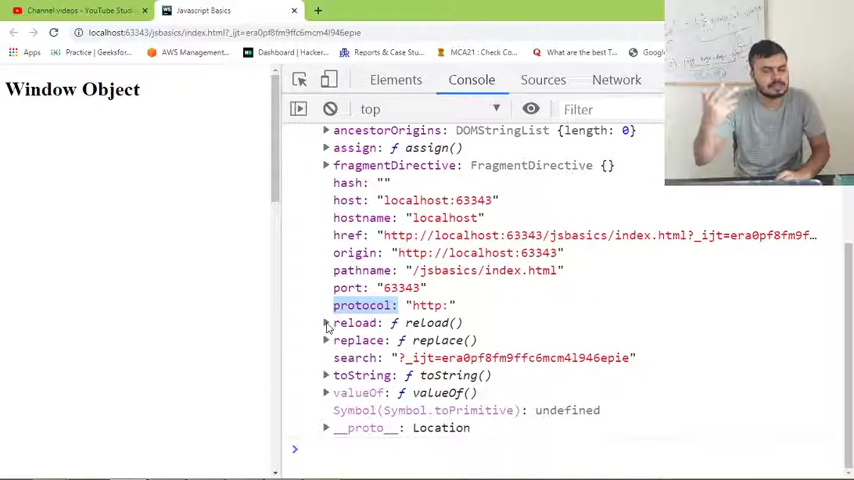 Channel videos - YouTube Studio
Javascript Basics
localhost:63343/jsbasics/index.html?_ijt=era0pf8fm9ffc6mcm4l946epie
Apps
Practice | Geeksfor...
AWS Management...
Dashboard | Hacker...
Reports & Case Stu...
MCA21 : Check Co...
What are the best T...
Google
Window Object
Elements
Console
Sources
Network
top
Filter
ancestorOrigins: DOMStringList {length: 0}
assign: ƒ assign()
fragmentDirective: FragmentDirective {}
hash: ""
host: "localhost:63343"
hostname: "localhost"
href: "http://localhost:63343/jsbasics/index.html?_ijt=era0pf8fm9f…
origin: "http://localhost:63343"
pathname: "/jsbasics/index.html"
port: "63343"
protocol: "http:"
reload: ƒ reload()
replace: ƒ replace()
search: "?_ijt=era0pf8fm9ffc6mcm4l946epie"
toString: ƒ toString()
valueOf: ƒ valueOf()
Symbol(Symbol.toPrimitive): undefined
__proto__: Location